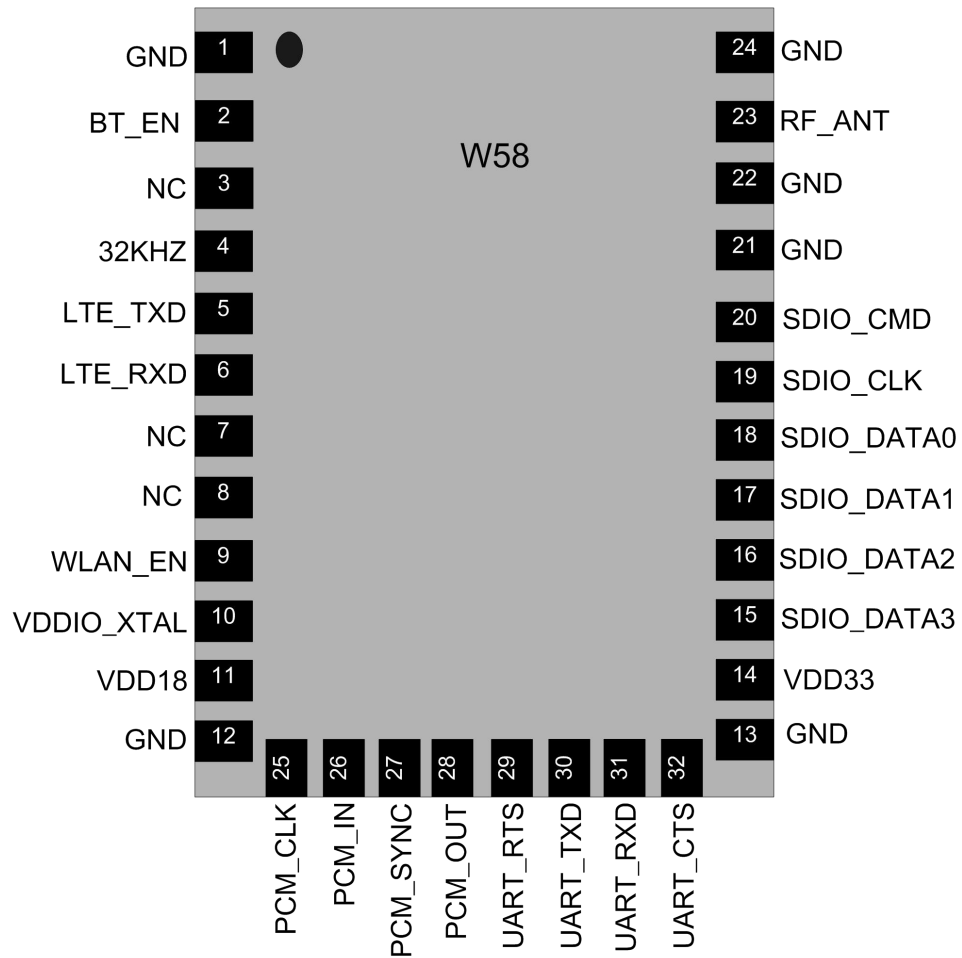 GND 1
BT_EN 2
NC 3
32KHZ 4
LTE_TXD 5
LTE_RXD 6
NC 7
NC 8
WLAN_EN 9
VDDIO_XTAL 10
VDD18 11
GND 12
W58
24 GND
23 RF_ANT
22 GND
21 GND
20 SDIO_CMD
19 SDIO_CLK
18 SDIO_DATA0
17 SDIO_DATA1
16 SDIO_DATA2
15 SDIO_DATA3
14 VDD33
13 GND
25 PCM_CLK
26 PCM_IN
27 PCM_SYNC
28 PCM_OUT
29 UART_RTS
30 UART_TXD
31 UART_RXD
32 UART_CTS